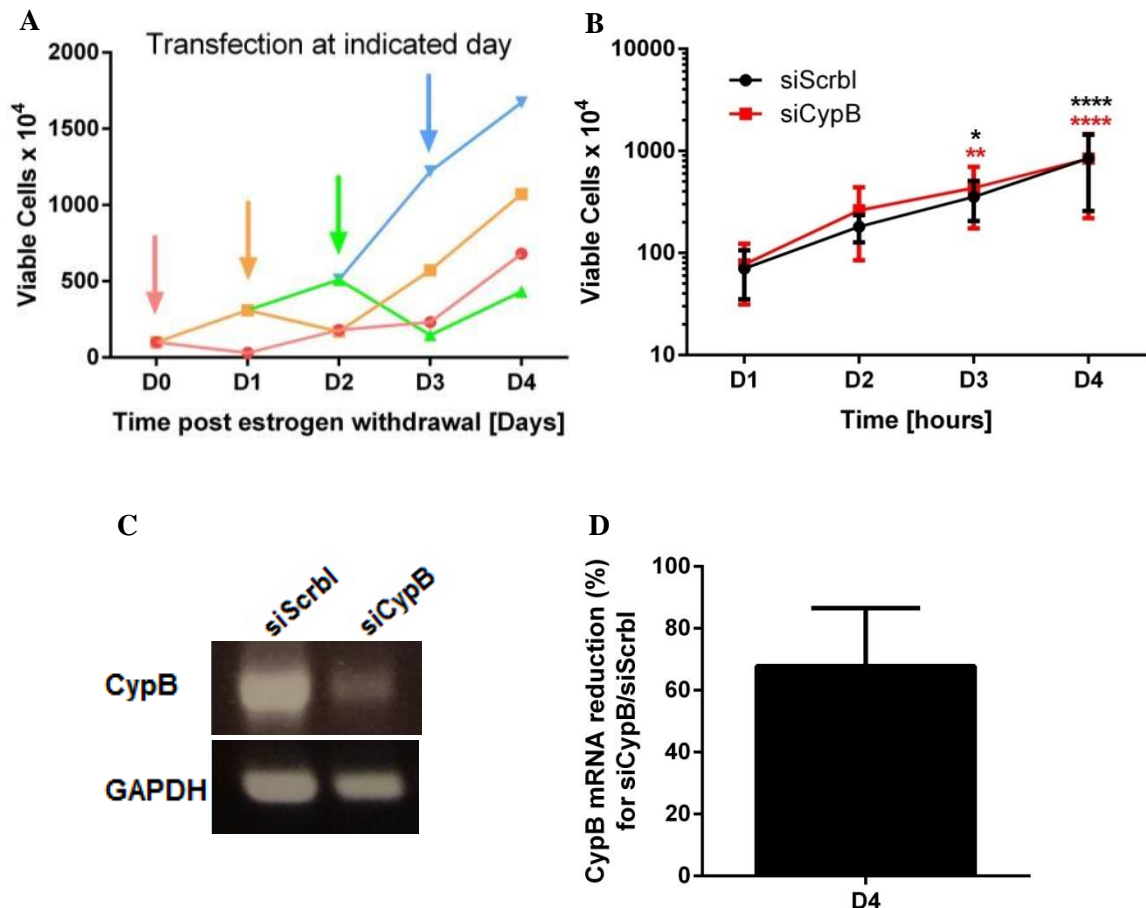 A
Transfection at indicated day
Viable Cells x 10⁴
2000
1500
1000
500
0
D0 D1 D2 D3 D4
Time post estrogen withdrawal [Days]
B
siScrbl
siCypB
Viable Cells x 10⁴
10000
1000
100
10
*
**
****
****
D1 D2 D3 D4
Time [hours]
C
siScrbl
siCypB
CypB
GAPDH
D
CypB mRNA reduction (%)
for siCypB/siScrbl
100
80
60
40
20
0
D4